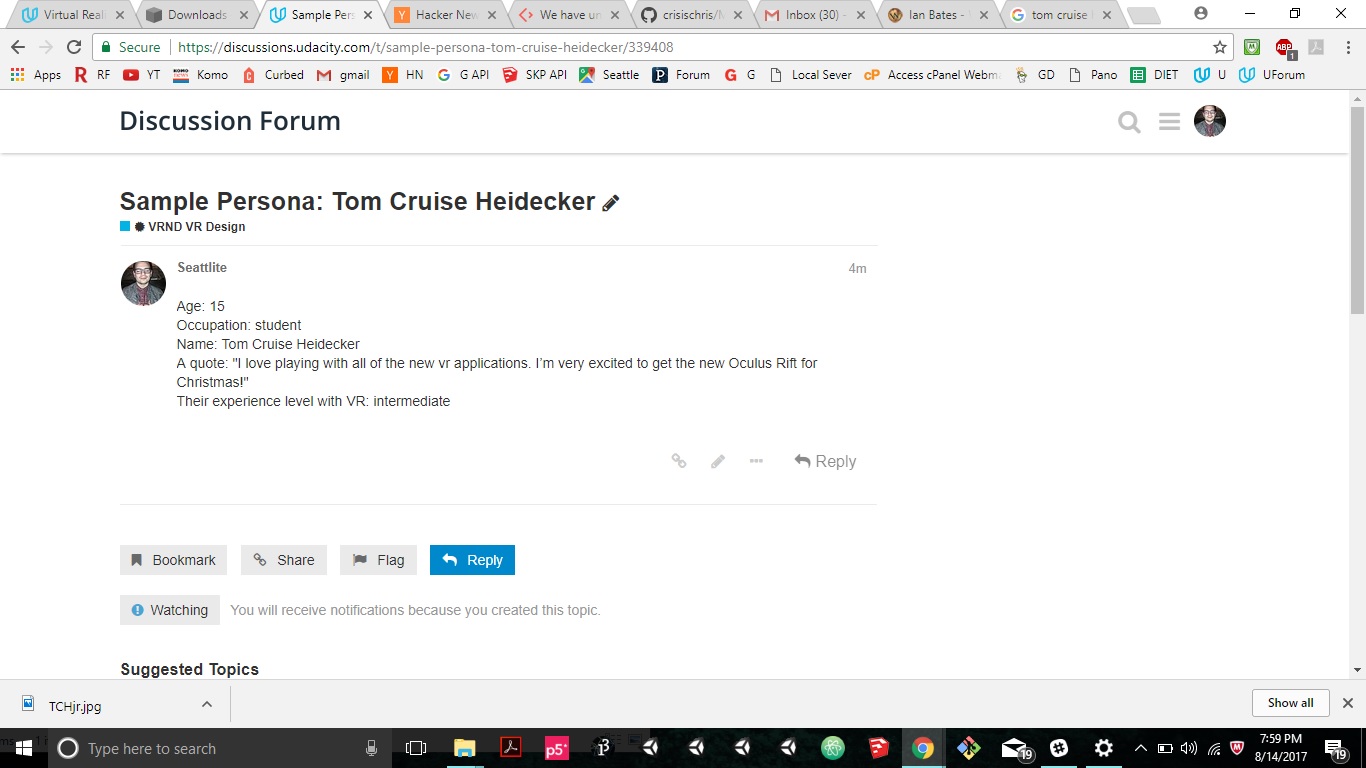 Virtual Reali
Downloads
Sample Pers
Hacker New
We have un
crisischris/
Inbox (30) -
Ian Bates -
tom cruise
Secure
https://discussions.udacity.com/t/sample-persona-tom-cruise-heidecker/339408
ABP
1
Apps
RF
YT
Komo
Curbed
gmail
HN
G API
SKP API
Seattle
Forum
G
Local Sever
Access cPanel Webm
GD
Pano
DIET
U
UForum
Discussion Forum
Sample Persona: Tom Cruise Heidecker
VRND VR Design
Seattlite
4m
Age: 15
Occupation: student
Name: Tom Cruise Heidecker
A quote: "I love playing with all of the new vr applications. I’m very excited to get the new Oculus Rift for
Christmas!"
Their experience level with VR: intermediate
Reply
Bookmark
Share
Flag
Reply
Watching
You will receive notifications because you created this topic.
Suggested Topics
TCHjr.jpg
Show all
Type here to search
p5*
19
7:59 PM
8/14/2017
19